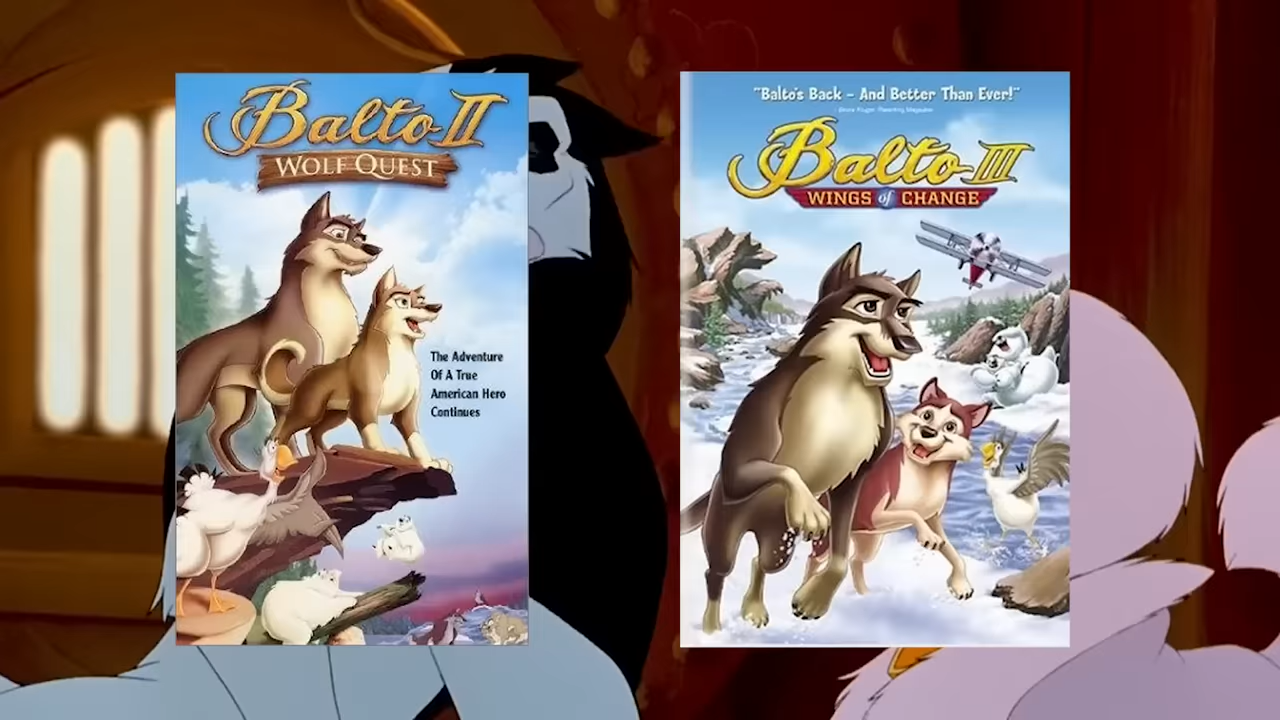 Balto II
WOLF QUEST
The Adventure
Of A True
American Hero
Continues
"Balto's Back – And Better Than Ever!"
Balto III
WINGS of CHANGE